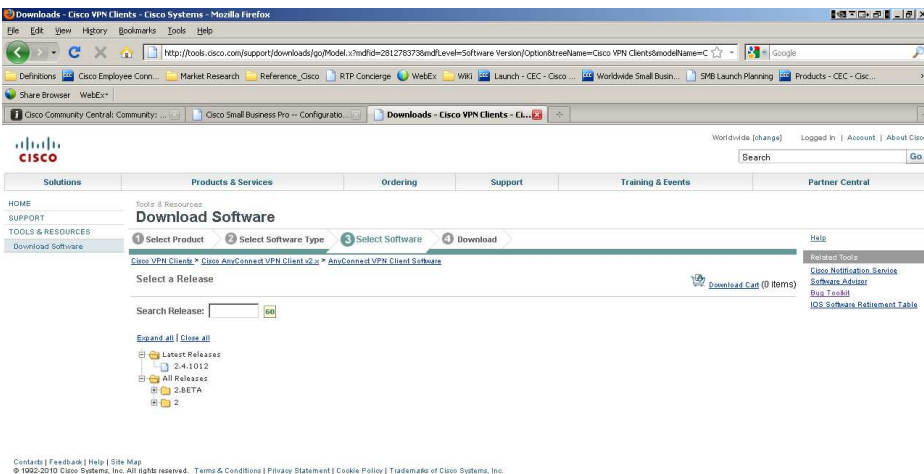 Downloads - Cisco VPN Clients - Cisco Systems - Mozilla Firefox
File Edit View History Bookmarks Tools Help
http://tools.cisco.com/support/downloads/go/Model.x?mdfid=281278373&mdfLevel=Software Version/Option&treeName=Cisco VPN Clients&modelName=C
Google
Definitions Cisco Employee Conn... Market Research Reference_Cisco RTP Concierge WebEx Wiki Launch - CEC - Cisco ... Worldwide Small Busin... SMB Launch Planning Products - CEC - Cisc...
Share Browser WebEx
Cisco Community Central: Community: ... Cisco Small Business Pro -- Configuratio... Downloads - Cisco VPN Clients - Ci...
Worldwide [change] Logged In | Account | About Cisco
CISCO
Search Go
Solutions Products & Services Ordering Support Training & Events Partner Central
HOME
SUPPORT
TOOLS & RESOURCES
Download Software
Tools & Resources
Download Software
1 Select Product 2 Select Software Type 3 Select Software 4 Download
Cisco VPN Clients > Cisco AnyConnect VPN Client v2.x > AnyConnect VPN Client Software
Select a Release
Download Cart (0 items)
Search Release: GO
Expand all | Close all
Latest Releases
2.4.1012
All Releases
2.BETA
2
Help
Related Tools
Cisco Notification Service
Software Advisor
Bug Toolkit
IOS Software Retirement Table
Contacts | Feedback | Help | Site Map
© 1992-2010 Cisco Systems, Inc. All rights reserved. Terms & Conditions | Privacy Statement | Cookie Policy | Trademarks of Cisco Systems, Inc.